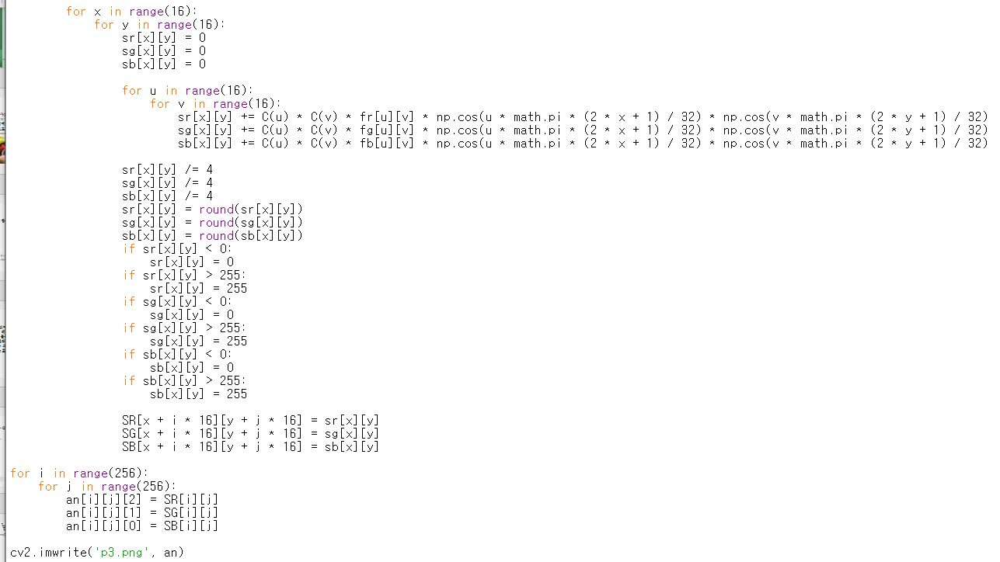 for x in range(16):
for y in range(16):
sr[x][y] = 0
sg[x][y] = 0
sb[x][y] = 0
for u in range(16):
for v in range(16):
sr[x][y] += C(u) * C(v) * fr[u][v] * np.cos(u * math.pi * (2 * x + 1) / 32) * np.cos(v * math.pi * (2 * y + 1) / 32)
sg[x][y] += C(u) * C(v) * fg[u][v] * np.cos(u * math.pi * (2 * x + 1) / 32) * np.cos(v * math.pi * (2 * y + 1) / 32)
sb[x][y] += C(u) * C(v) * fb[u][v] * np.cos(u * math.pi * (2 * x + 1) / 32) * np.cos(v * math.pi * (2 * y + 1) / 32)
sr[x][y] /= 4
sg[x][y] /= 4
sb[x][y] /= 4
sr[x][y] = round(sr[x][y])
sg[x][y] = round(sg[x][y])
sb[x][y] = round(sb[x][y])
if sr[x][y] < 0:
sr[x][y] = 0
if sr[x][y] > 255:
sr[x][y] = 255
if sg[x][y] < 0:
sg[x][y] = 0
if sg[x][y] > 255:
sg[x][y] = 255
if sb[x][y] < 0:
sb[x][y] = 0
if sb[x][y] > 255:
sb[x][y] = 255
SR[x + i * 16][y + j * 16] = sr[x][y]
SG[x + i * 16][y + j * 16] = sg[x][y]
SB[x + i * 16][y + j * 16] = sb[x][y]
for i in range(256):
for j in range(256):
an[i][j][2] = SR[i][j]
an[i][j][1] = SG[i][j]
an[i][j][0] = SB[i][j]
cv2.imwrite('p3.png', an)